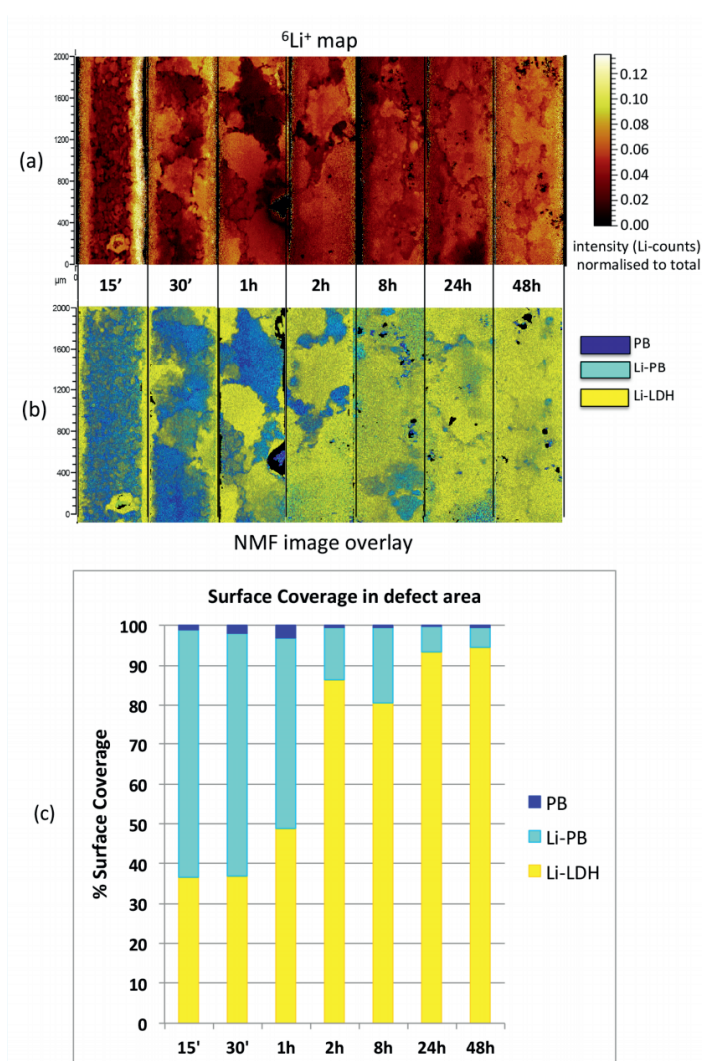 ⁶Li⁺ map
2000
1600
1200
800
400
0
(a)
0.12
0.10
0.08
0.06
0.04
0.02
0.00
intensity (Li-counts)
normalised to total
µm
0
15’ 30’ 1h 2h 8h 24h 48h
2000
1600
1200
800
400
0
(b)
PB
Li-PB
Li-LDH
NMF image overlay
Surface Coverage in defect area
100
90
80
70
60
50
40
30
20
10
0
% Surface Coverage
(c)
PB
Li-PB
Li-LDH
15' 30' 1h 2h 8h 24h 48h